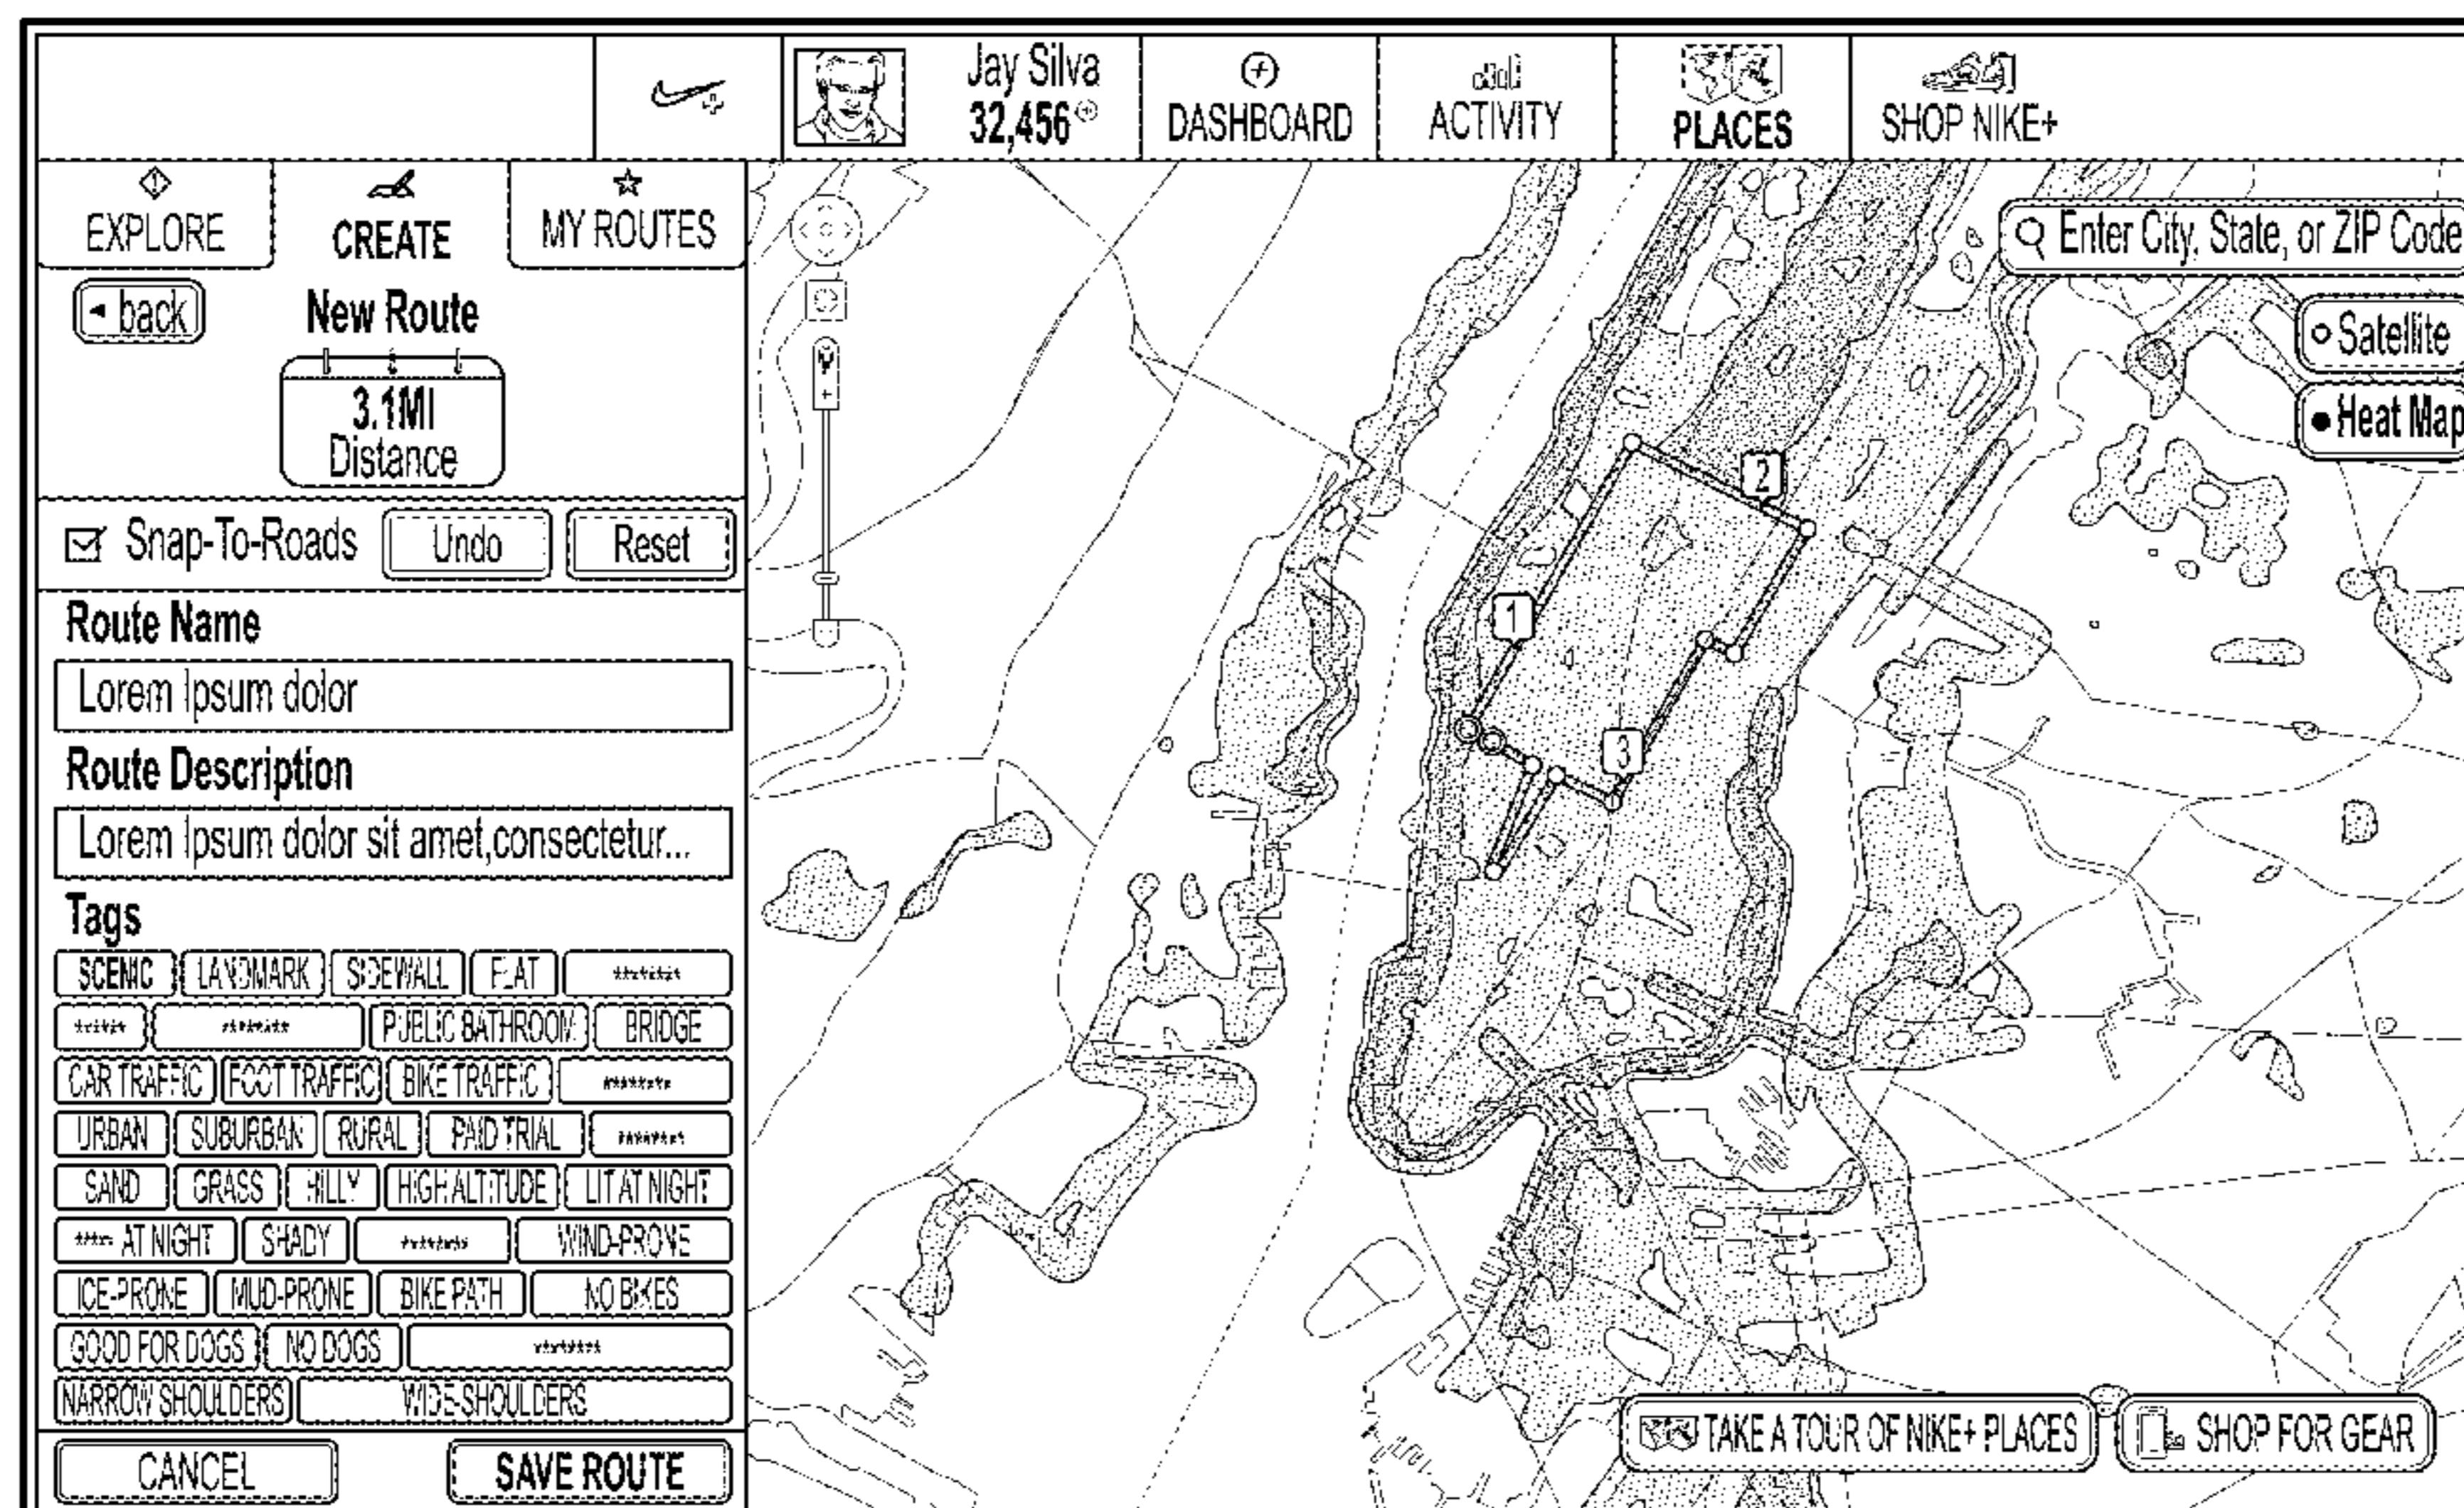 Jay Silva
32,456
DASHBOARD
ACTIVITY
PLACES
SHOP NIKE+
EXPLORE
CREATE
MY ROUTES
back
New Route
3.1MI
Distance
Snap-To-Roads
Undo
Reset
Route Name
Lorem Ipsum dolor
Route Description
Lorem Ipsum dolor sit amet,consectetur...
Tags
SCENIC LANDMARK SIDEWALL FLAT *******
****** ******* PUBLIC BATHROOM BRIDGE
CAR TRAFFIC FOOT TRAFFIC BIKE TRAFFIC *******
URBAN SUBURBAN RURAL PAID TRIAL *******
SAND GRASS HILLY HIGH ALTITUDE LIT AT NIGHT
**** AT NIGHT SHADY ******* WIND-PRONE
ICE-PRONE MUD-PRONE BIKE PATH NO BIKES
GOOD FOR DOGS NO DOGS *******
NARROW SHOULDERS WIDE-SHOULDERS
CANCEL
SAVE ROUTE
Enter City, State, or ZIP Code
Satellite
Heat Map
2
1
3
TAKE A TOUR OF NIKE+ PLACES
SHOP FOR GEAR